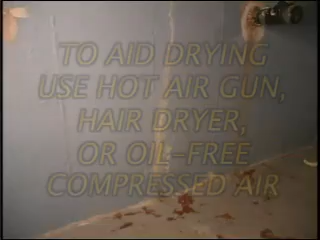 TO AID DRYING
USE HOT AIR GUN,
HAIR DRYER,
OR OIL-FREE
COMPRESSED AIR